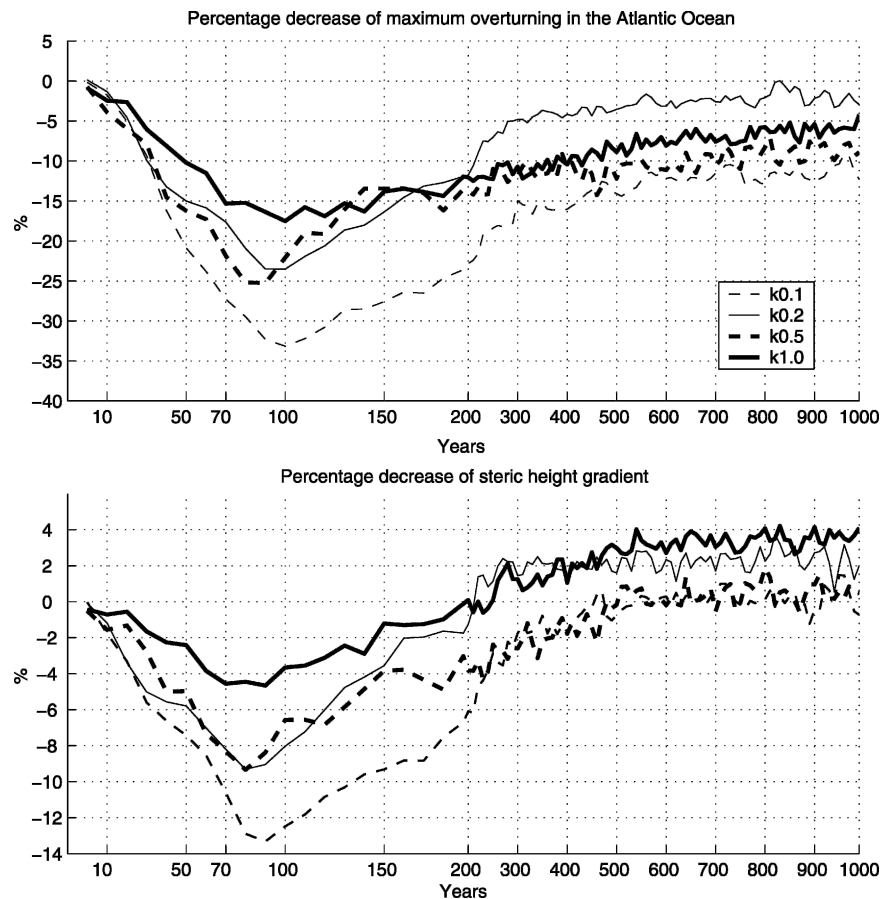 Percentage decrease of maximum overturning in the Atlantic Ocean
5
0
−5
−10
−15
−20
−25
−30
−35
−40
%
k0.1
k0.2
k0.5
k1.0
10 50 70 100 150 200 300 400 500 600 700 800 900 1000
Years
Percentage decrease of steric height gradient
4
2
0
−2
−4
−6
−8
−10
−12
−14
%
10 50 70 100 150 200 300 400 500 600 700 800 900 1000
Years